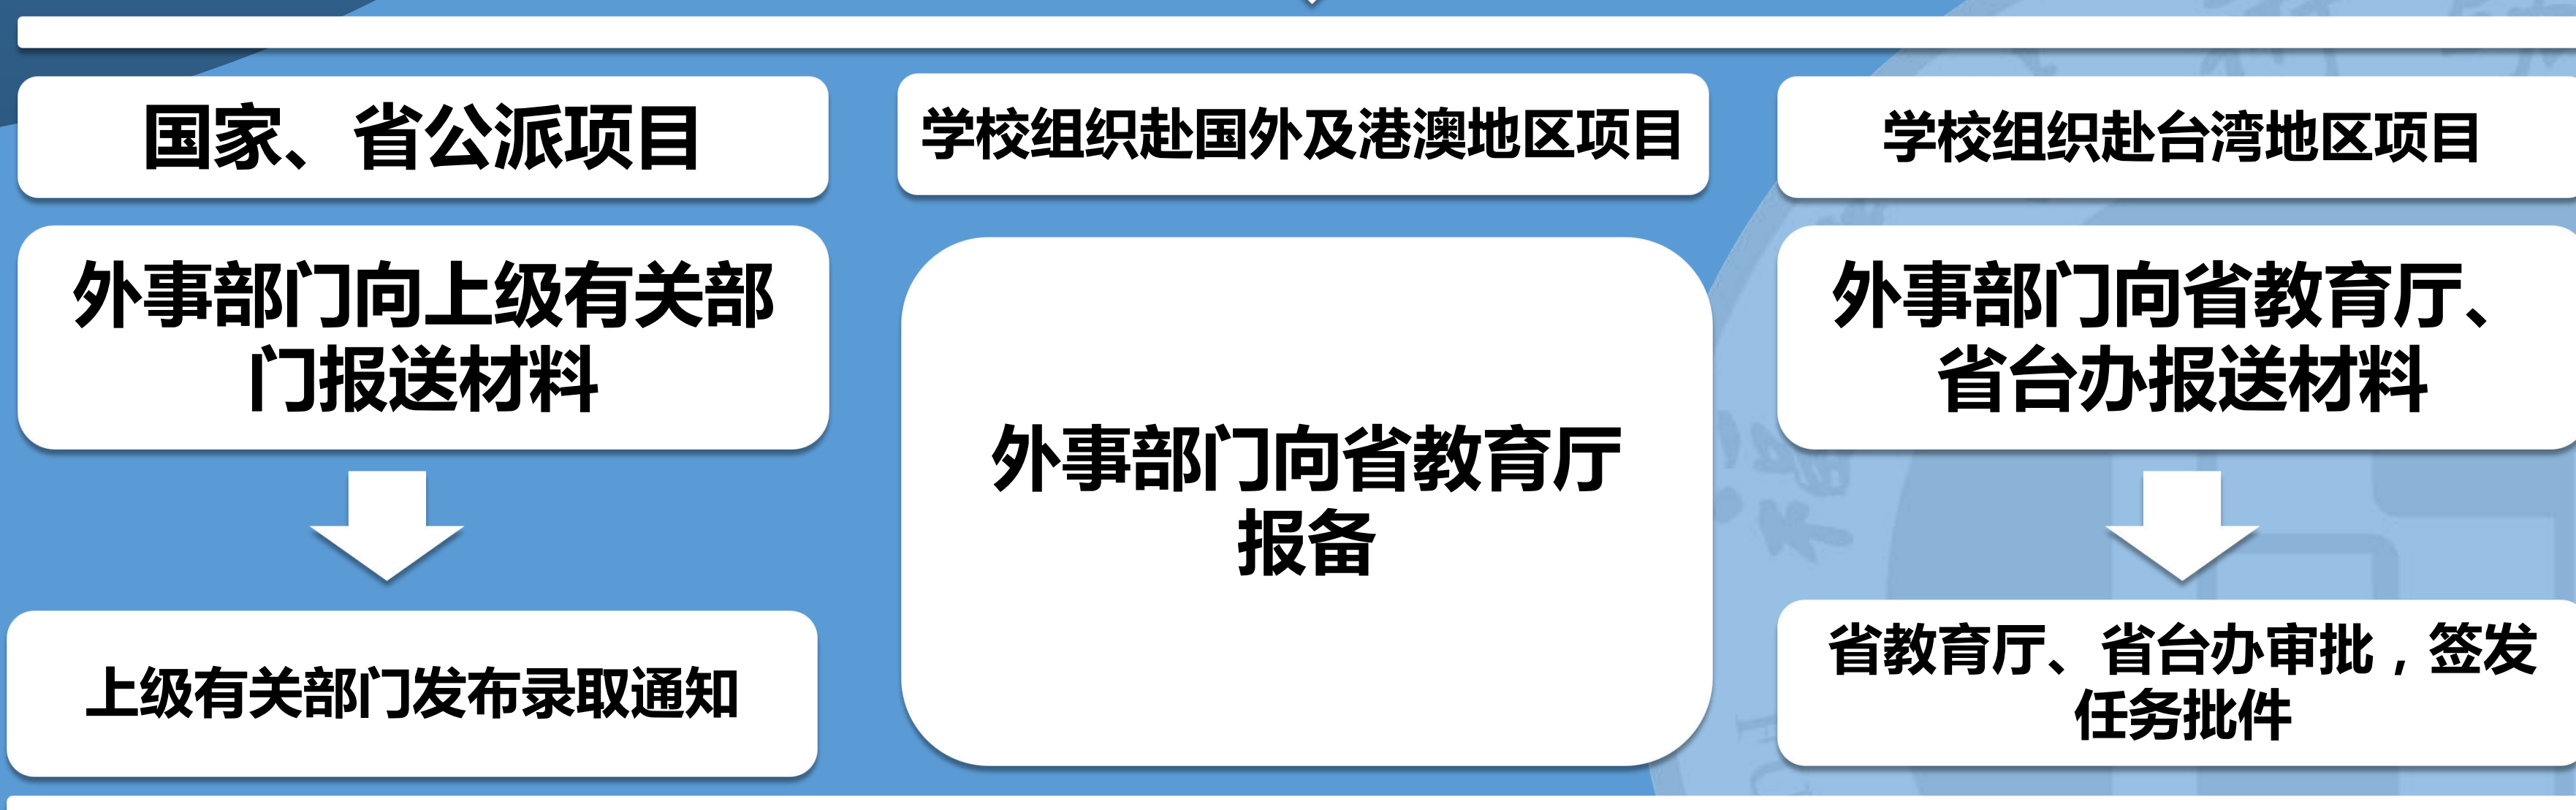 国家、省公派项目
外事部门向上级有关部
门报送材料
上级有关部门发布录取通知
学校组织赴国外及港澳地区项目
外事部门向省教育厅
报备
学校组织赴台湾地区项目
外事部门向省教育厅、
省台办报送材料
省教育厅、省台办审批，签发
任务批件